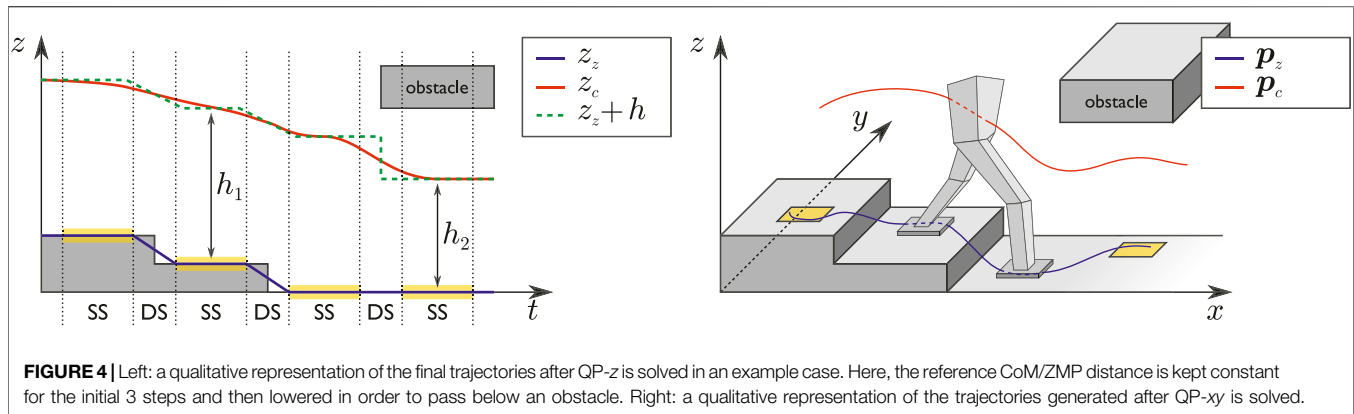 z
obstacle
z_z
z_c
z_z + h
h_1
h_2
SS DS SS DS SS DS SS t
z
y
obstacle
p_z
p_c
x
FIGURE 4 | Left: a qualitative representation of the final trajectories after QP-z is solved in an example case. Here, the reference CoM/ZMP distance is kept constant
for the initial 3 steps and then lowered in order to pass below an obstacle. Right: a qualitative representation of the trajectories generated after QP-xy is solved.